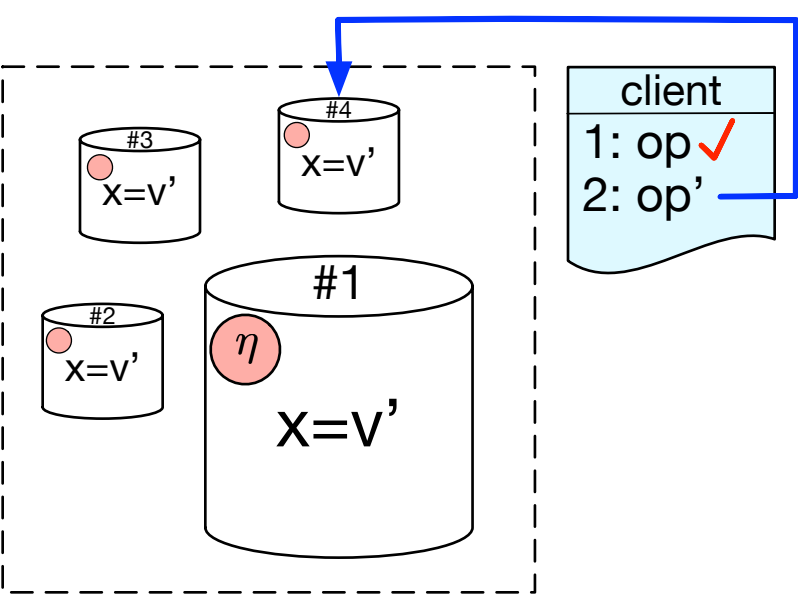 client
1: op
2: op’
#4
x=v’
#3
x=v’
#1
η
x=v’
#2
x=v’